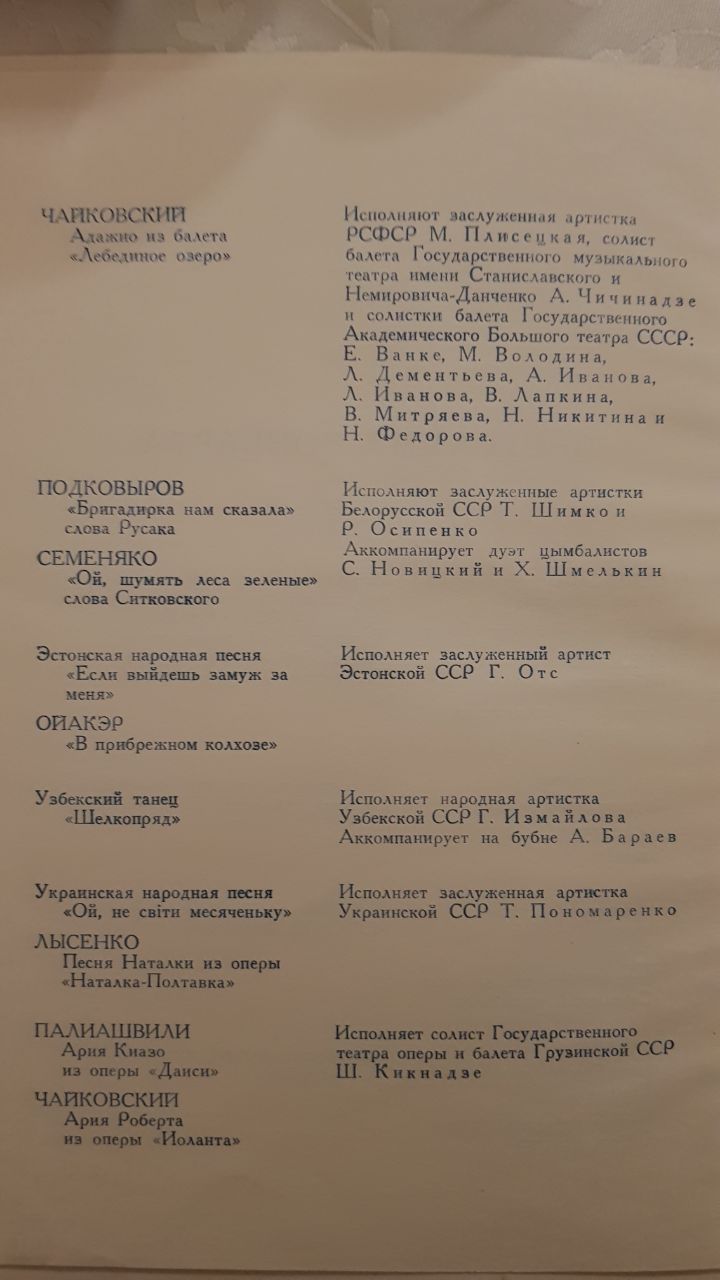 ЧАЙКОВСКИЙ
Адажио из балета
«Лебединое озеро»
Исполняют заслуженная артистка
РСФСР М. Плисецкая, солист
балета Государственного музыкального
театра имени Станиславского и
Немировича-Данченко А. Чичинадзе
и солистки балета Государственного
Академического Большого театра СССР:
Е. Ванке, М. Володина,
Л. Дементьева, А. Иванова,
Л. Иванова, В. Лапкина,
В. Митряева, Н. Никитина и
Н. Федорова.
ПОДКОВЫРОВ
«Бригадирка нам сказала»
слова Русака
СЕМЕНЯКО
«Ой, шумять леса зеленые»
слова Ситковского
Исполняют заслуженные артистки
Белорусской ССР Т. Шимко и
Р. Осипенко
Аккомпанирует дуэт цымбалистов
С. Новицкий и Х. Шмелькин
Эстонская народная песня
«Если выйдешь замуж за
меня»
ОЙАКЭР
«В прибрежном колхозе»
Исполняет заслуженный артист
Эстонской ССР Г. Отс
Узбекский танец
«Шелкопряд»
Исполняет народная артистка
Узбекской ССР Г. Измайлова
Аккомпанирует на бубне А. Бараев
Украинская народная песня
«Ой, не світи месяченьку»
ЛЫСЕНКО
Песня Наталки из оперы
«Наталка-Полтавка»
Исполняет заслуженная артистка
Украинской ССР Т. Пономаренко
ПАЛИАШВИЛИ
Ария Киазо
из оперы «Даиси»
ЧАЙКОВСКИЙ
Ария Роберта
из оперы «Иоланта»
Исполняет солист Государственного
театра оперы и балета Грузинской ССР
Ш. Кикнадзе